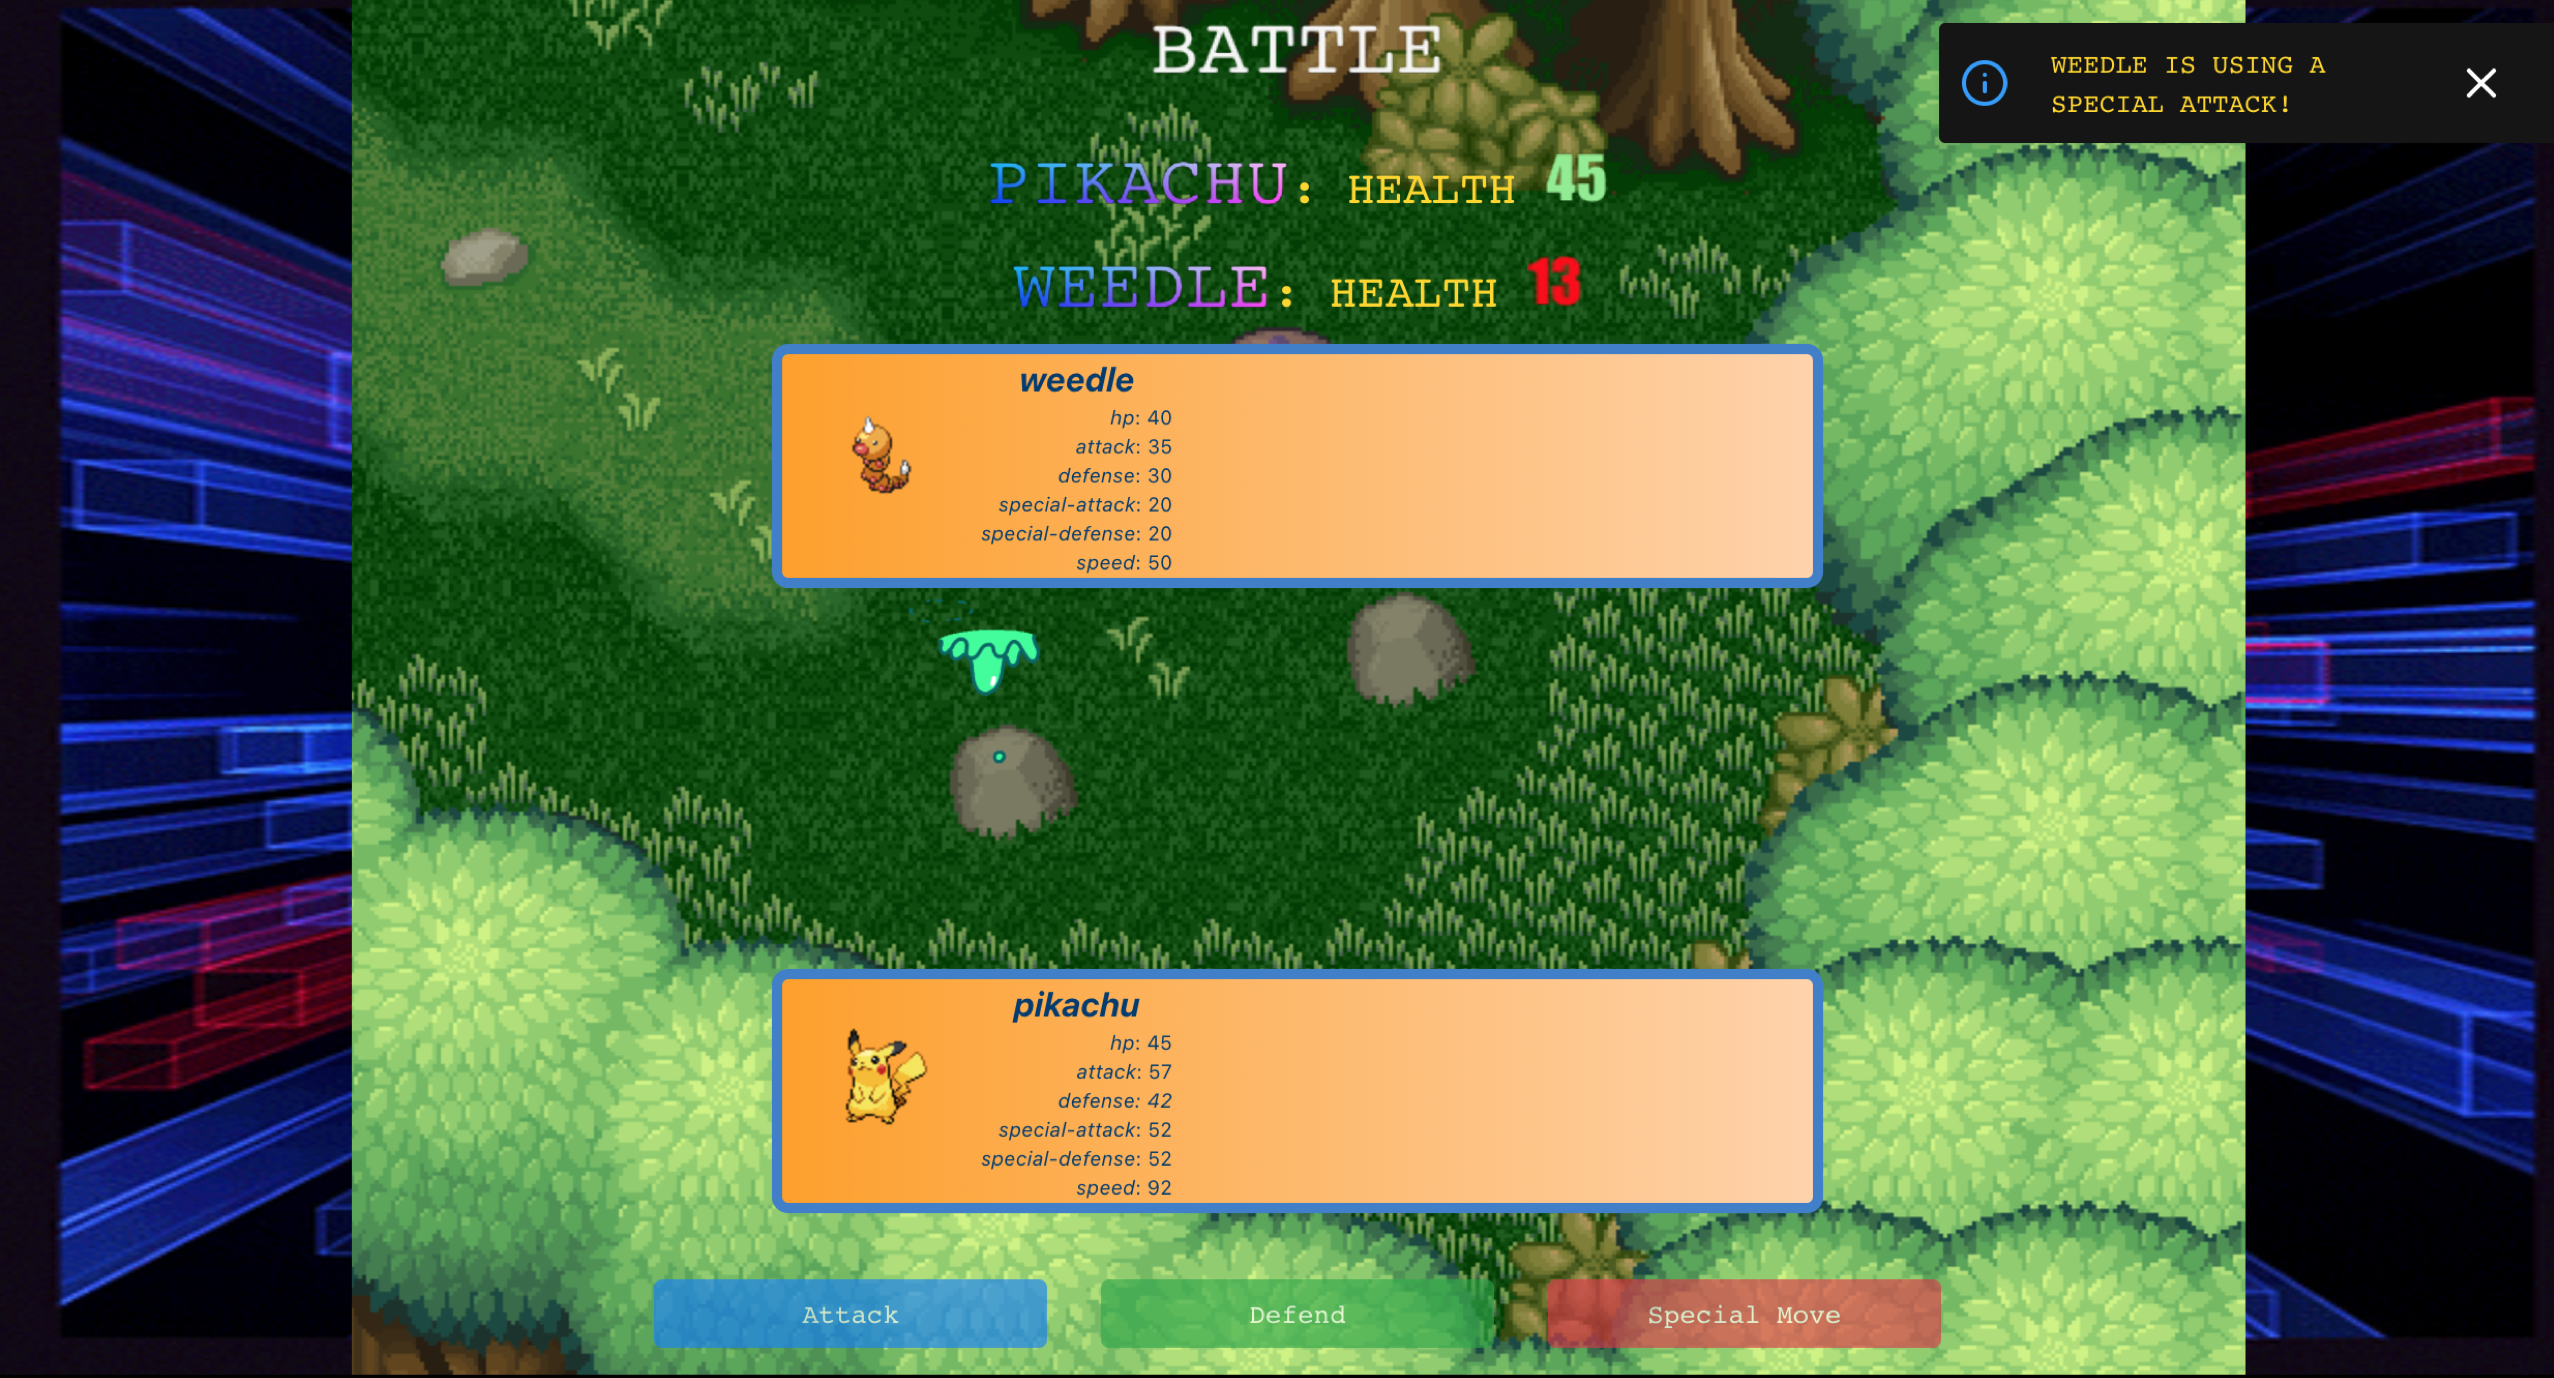 BATTLE
WEEDLE IS USING A
SPECIAL ATTACK!
PIKACHU: HEALTH 45
WEEDLE: HEALTH 13
weedle
hp: 40
attack: 35
defense: 30
special-attack: 20
special-defense: 20
speed: 50
pikachu
hp: 45
attack: 57
defense: 42
special-attack: 52
special-defense: 52
speed: 92
Attack
Defend
Special Move